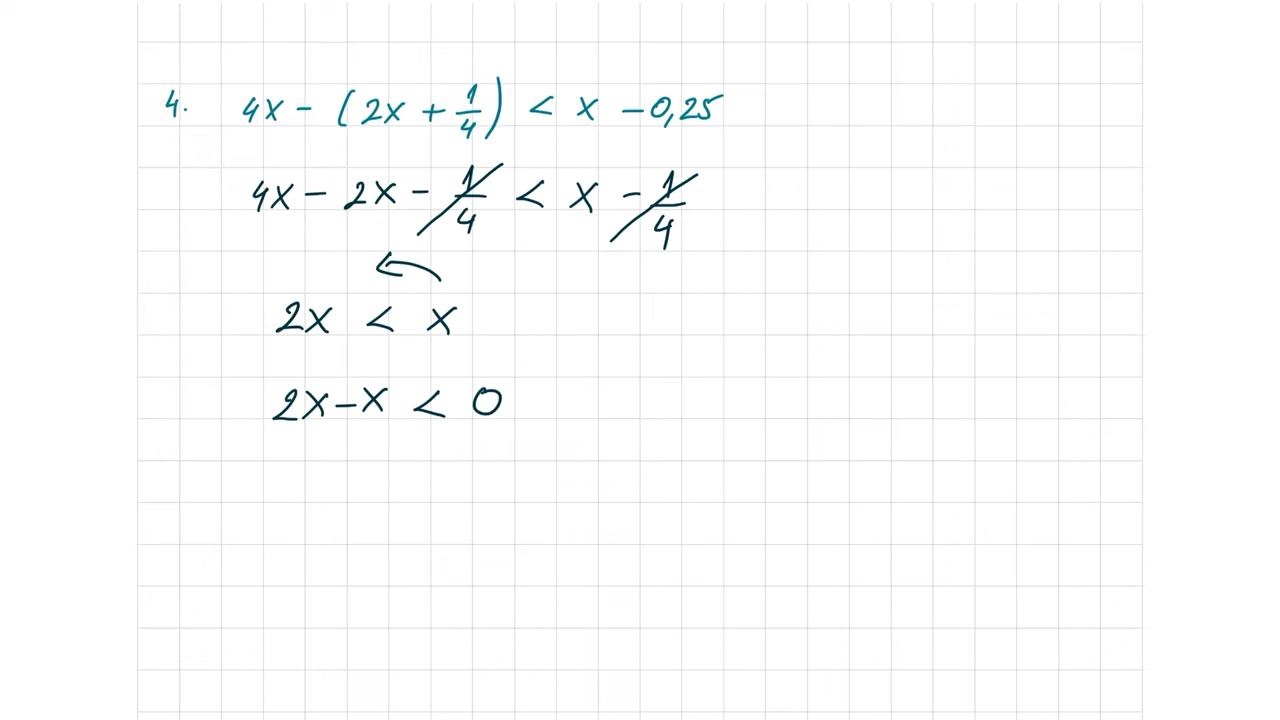 4. 4x - (2x + 1/4) < x - 0,25
4x - 2x - 1/4 < x - 1/4
2x < x
2x - x < 0